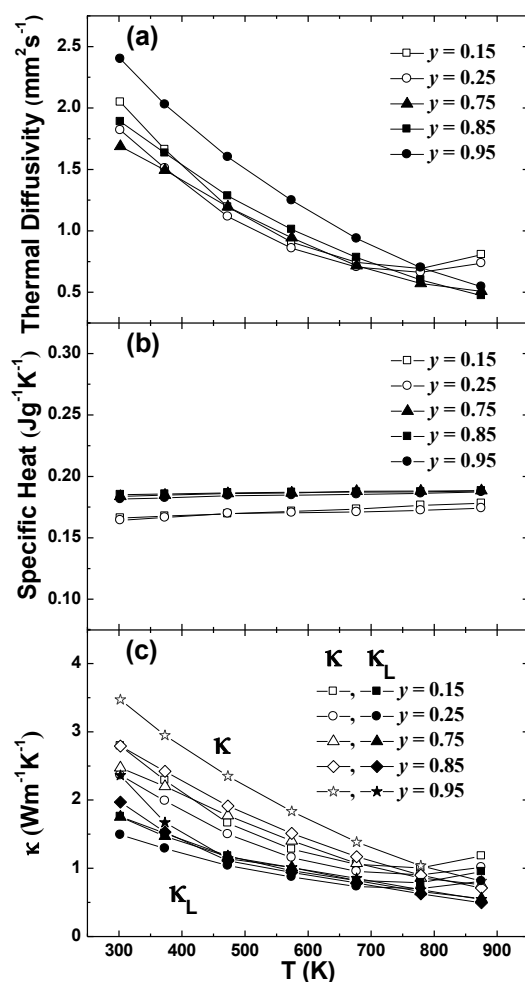 (a)
Thermal Diffusivity (mm²s⁻¹)
2.5
2.0
1.5
1.0
0.5
y = 0.15
y = 0.25
y = 0.75
y = 0.85
y = 0.95
(b)
Specific Heat (Jg⁻¹K⁻¹)
0.30
0.25
0.20
0.15
0.10
y = 0.15
y = 0.25
y = 0.75
y = 0.85
y = 0.95
(c)
κ (Wm⁻¹K⁻¹)
4
3
2
1
0
κ κ_L
, y = 0.15
, y = 0.25
, y = 0.75
, y = 0.85
, y = 0.95
κ
κ_L
300 400 500 600 700 800 900
T (K)